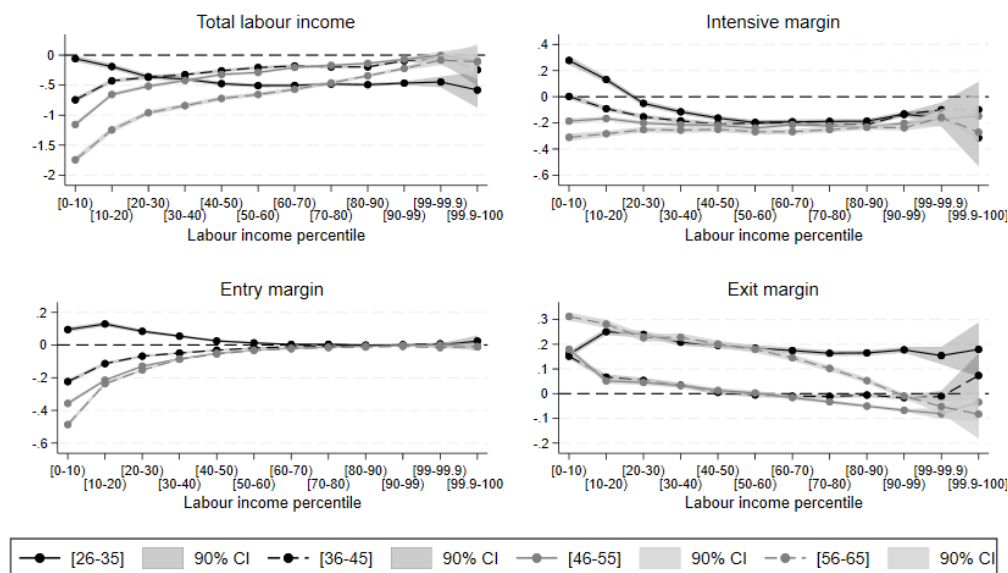 Total labour income
0
-.5
-1
-1.5
-2
[0-10) [20-30) [40-50) [60-70) [80-90) [99-99.9)
[10-20) [30-40) [50-60) [70-80) [90-99) [99.9-100
Labour income percentile
Intensive margin
.4
.2
0
-.2
-.4
-.6
[0-10) [20-30) [40-50) [60-70) [80-90) [99-99.9)
[10-20) [30-40) [50-60) [70-80) [90-99) [99.9-100
Labour income percentile
Entry margin
.2
0
-.2
-.4
-.6
[0-10) [20-30) [40-50) [60-70) [80-90) [99-99.9)
[10-20) [30-40) [50-60) [70-80) [90-99) [99.9-100
Labour income percentile
Exit margin
.3
.2
.1
0
-.1
-.2
[0-10) [20-30) [40-50) [60-70) [80-90) [99-99.9)
[10-20) [30-40) [50-60) [70-80) [90-99) [99.9-100
Labour income percentile
[26-35] 90% CI [36-45] 90% CI [46-55] 90% CI [56-65] 90% CI